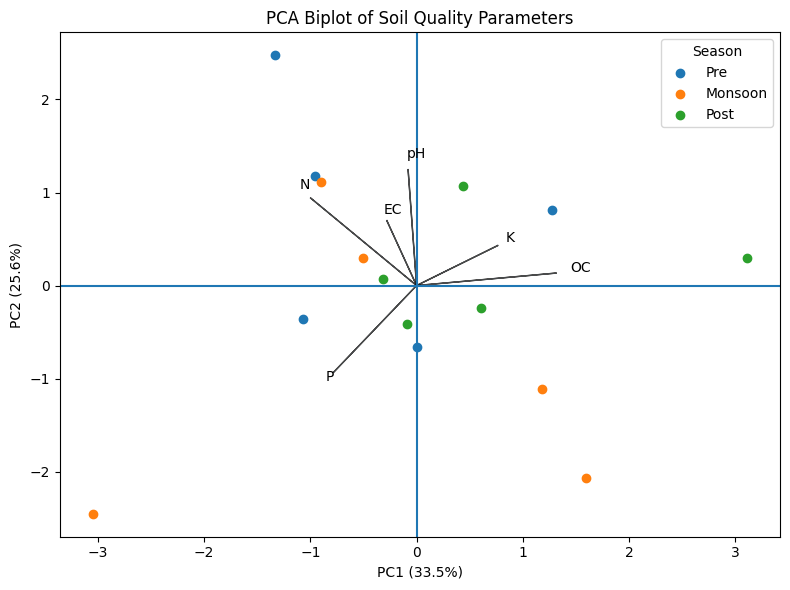 PCA Biplot of Soil Quality Parameters
Season
Pre
Monsoon
Post
pH
N
EC
K
OC
P
2
1
0
−1
−2
PC2 (25.6%)
−3
−2
−1
0
1
2
3
PC1 (33.5%)